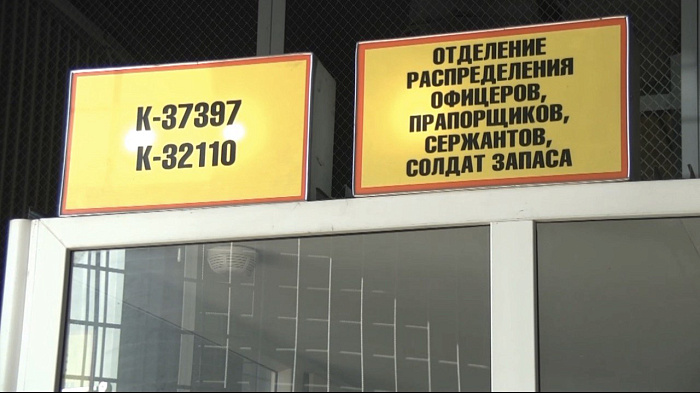 К-37397
К-32110
ОТДЕЛЕНИЕ
РАСПРЕДЕЛЕНИЯ
ОФИЦЕРОВ,
ПРАПОРЩИКОВ,
СЕРЖАНТОВ,
СОЛДАТ ЗАПАСА